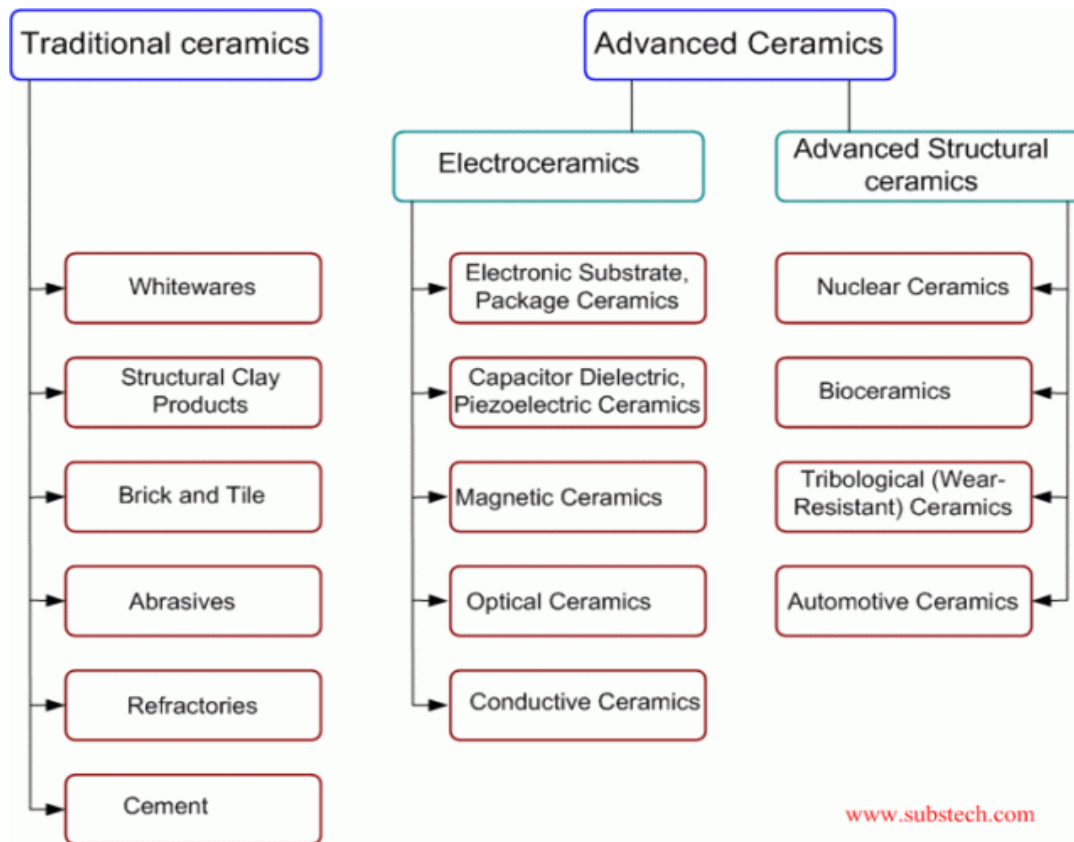 Traditional ceramics
Advanced Ceramics
Electroceramics
Advanced Structural
ceramics
Whitewares
Structural Clay
Products
Brick and Tile
Abrasives
Refractories
Cement
Electronic Substrate,
Package Ceramics
Capacitor Dielectric,
Piezoelectric Ceramics
Magnetic Ceramics
Optical Ceramics
Conductive Ceramics
Nuclear Ceramics
Bioceramics
Tribological (Wear-
Resistant) Ceramics
Automotive Ceramics
www.substech.com